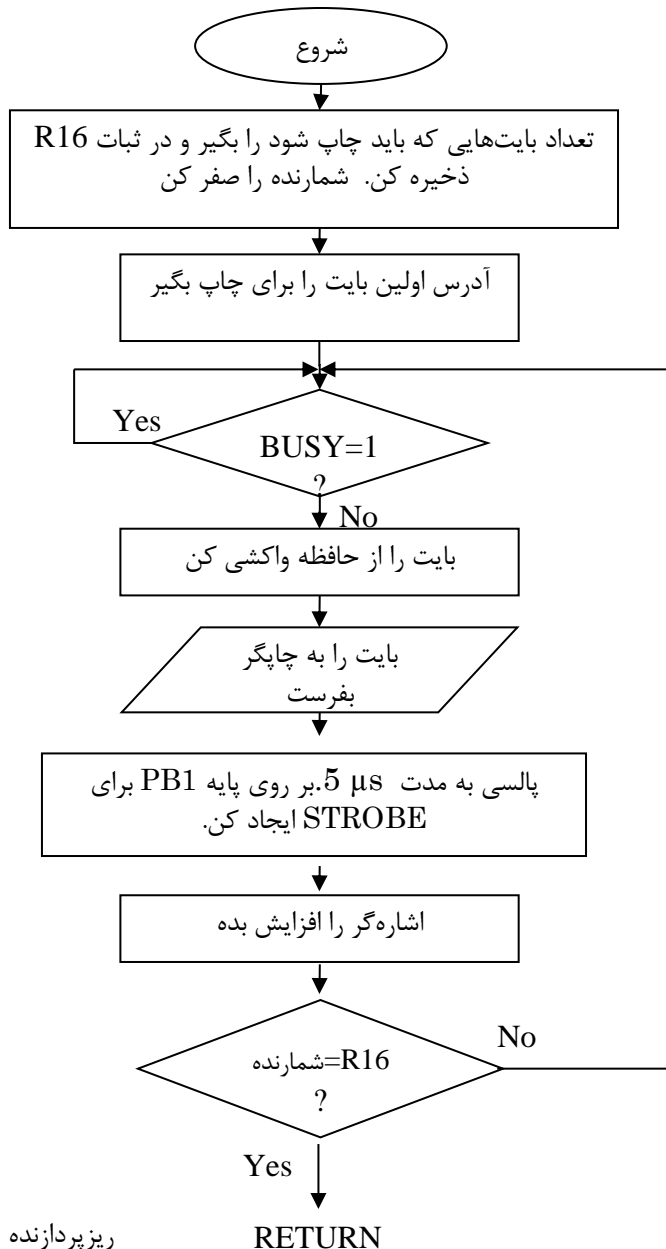 شروع
تعداد بایت‌هایی که باید چاپ شود را بگیر و در ثبات R16
ذخیره کن. شمارنده را صفر کن
آدرس اولین بایت را برای چاپ بگیر
Yes
BUSY=1
?
No
بایت را از حافظه واکشی کن
بایت را به چاپگر
بفرست
پالسی به مدت 5 µs.بر روی پایه PB1 برای
STROBE ایجاد کن.
اشاره‌گر را افزایش بده
No
شمارنده=R16
?
Yes
RETURN
ریزپردازنده